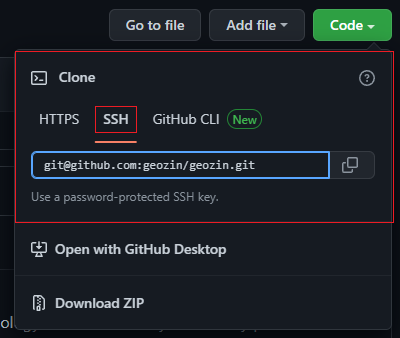 Go to file Add file Code
Clone
HTTPS SSH GitHub CLI New
git@github.com:geozin/geozin.git
Use a password-protected SSH key.
Open with GitHub Desktop
Download ZIP